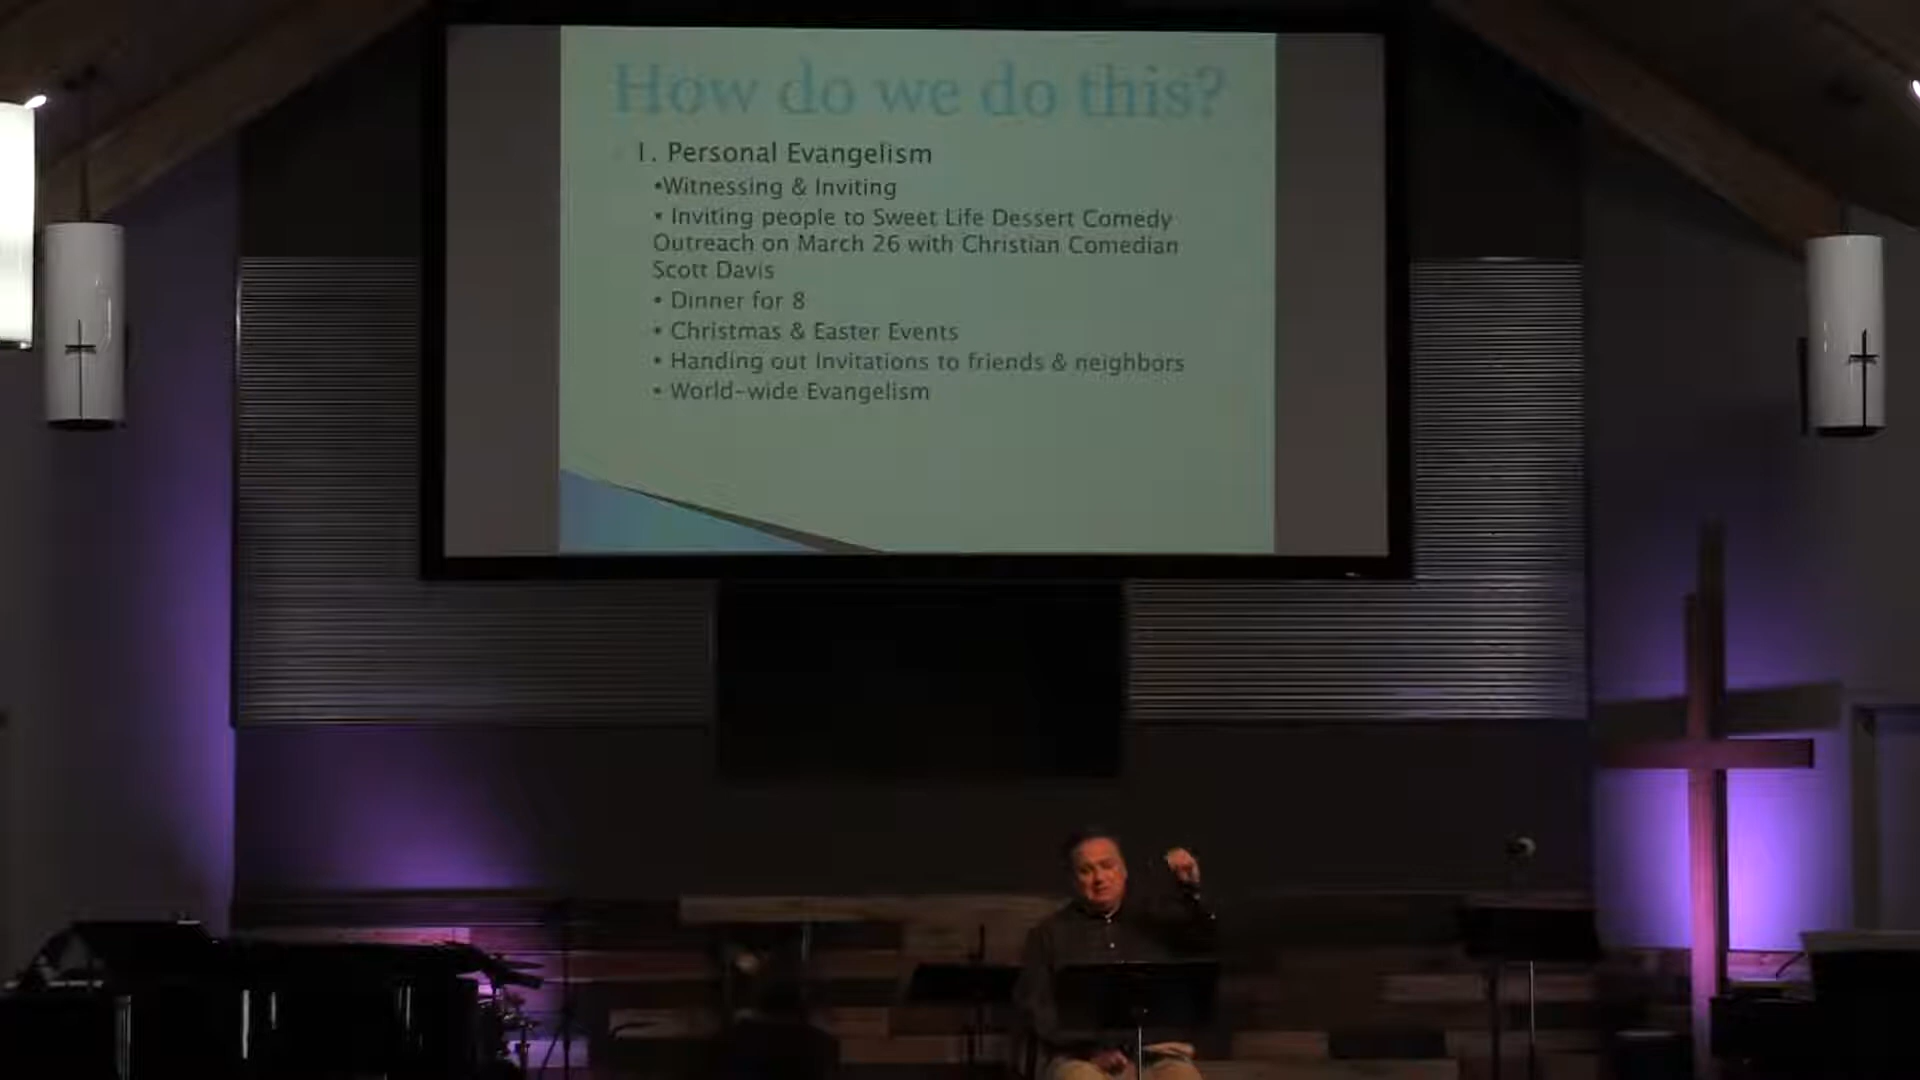 How do we do this?
1. Personal Evangelism
•Witnessing & Inviting
• Inviting people to Sweet Life Dessert Comedy
Outreach on March 26 with Christian Comedian
Scott Davis
• Dinner for 8
• Christmas & Easter Events
• Handing out Invitations to friends & neighbors
• World-wide Evangelism